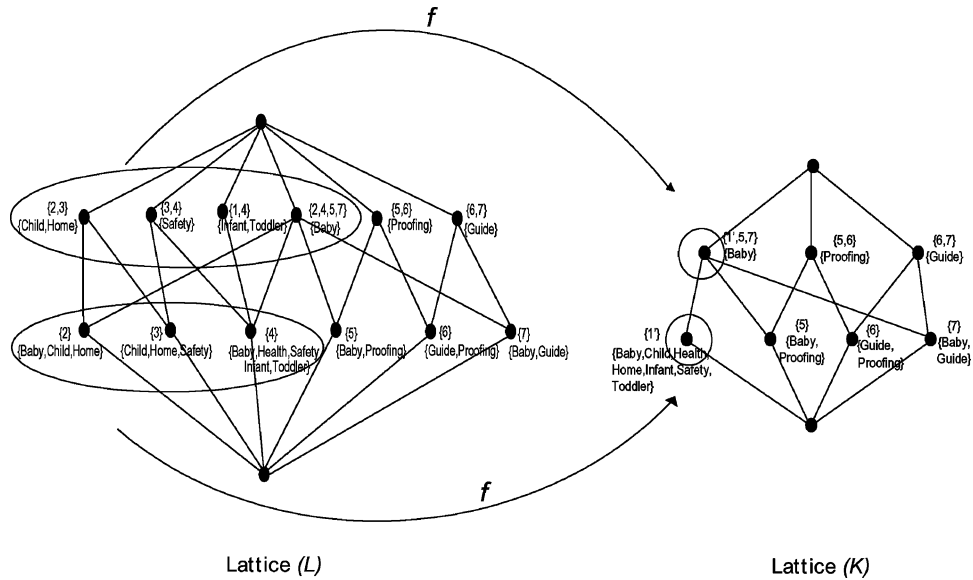 f
{2,3}
{Child,Home}
{3,4}
{Safety}
{1,4}
{Infant,Toddler}
{2,4,5,7}
{Baby}
{5,6}
{Proofing}
{6,7}
{Guide}
{2}
{Baby,Child,Home}
{3}
{Child,Home,Safety}
{4}
{Baby,Health,Safety
Infant,Toddler}
{5}
{Baby,Proofing}
{6}
{Guide,Proofing}
{7}
{Baby,Guide}
f
Lattice (L)
{1',5,7}
{Baby}
{5,6}
{Proofing}
{6,7}
{Guide}
{1'}
{Baby,Child,Health,
Home,Infant,Safety,
Toddler}
{5}
{Baby,
Proofing}
{6}
{Guide,
Proofing}
{7}
{Baby,
Guide}
Lattice (K)